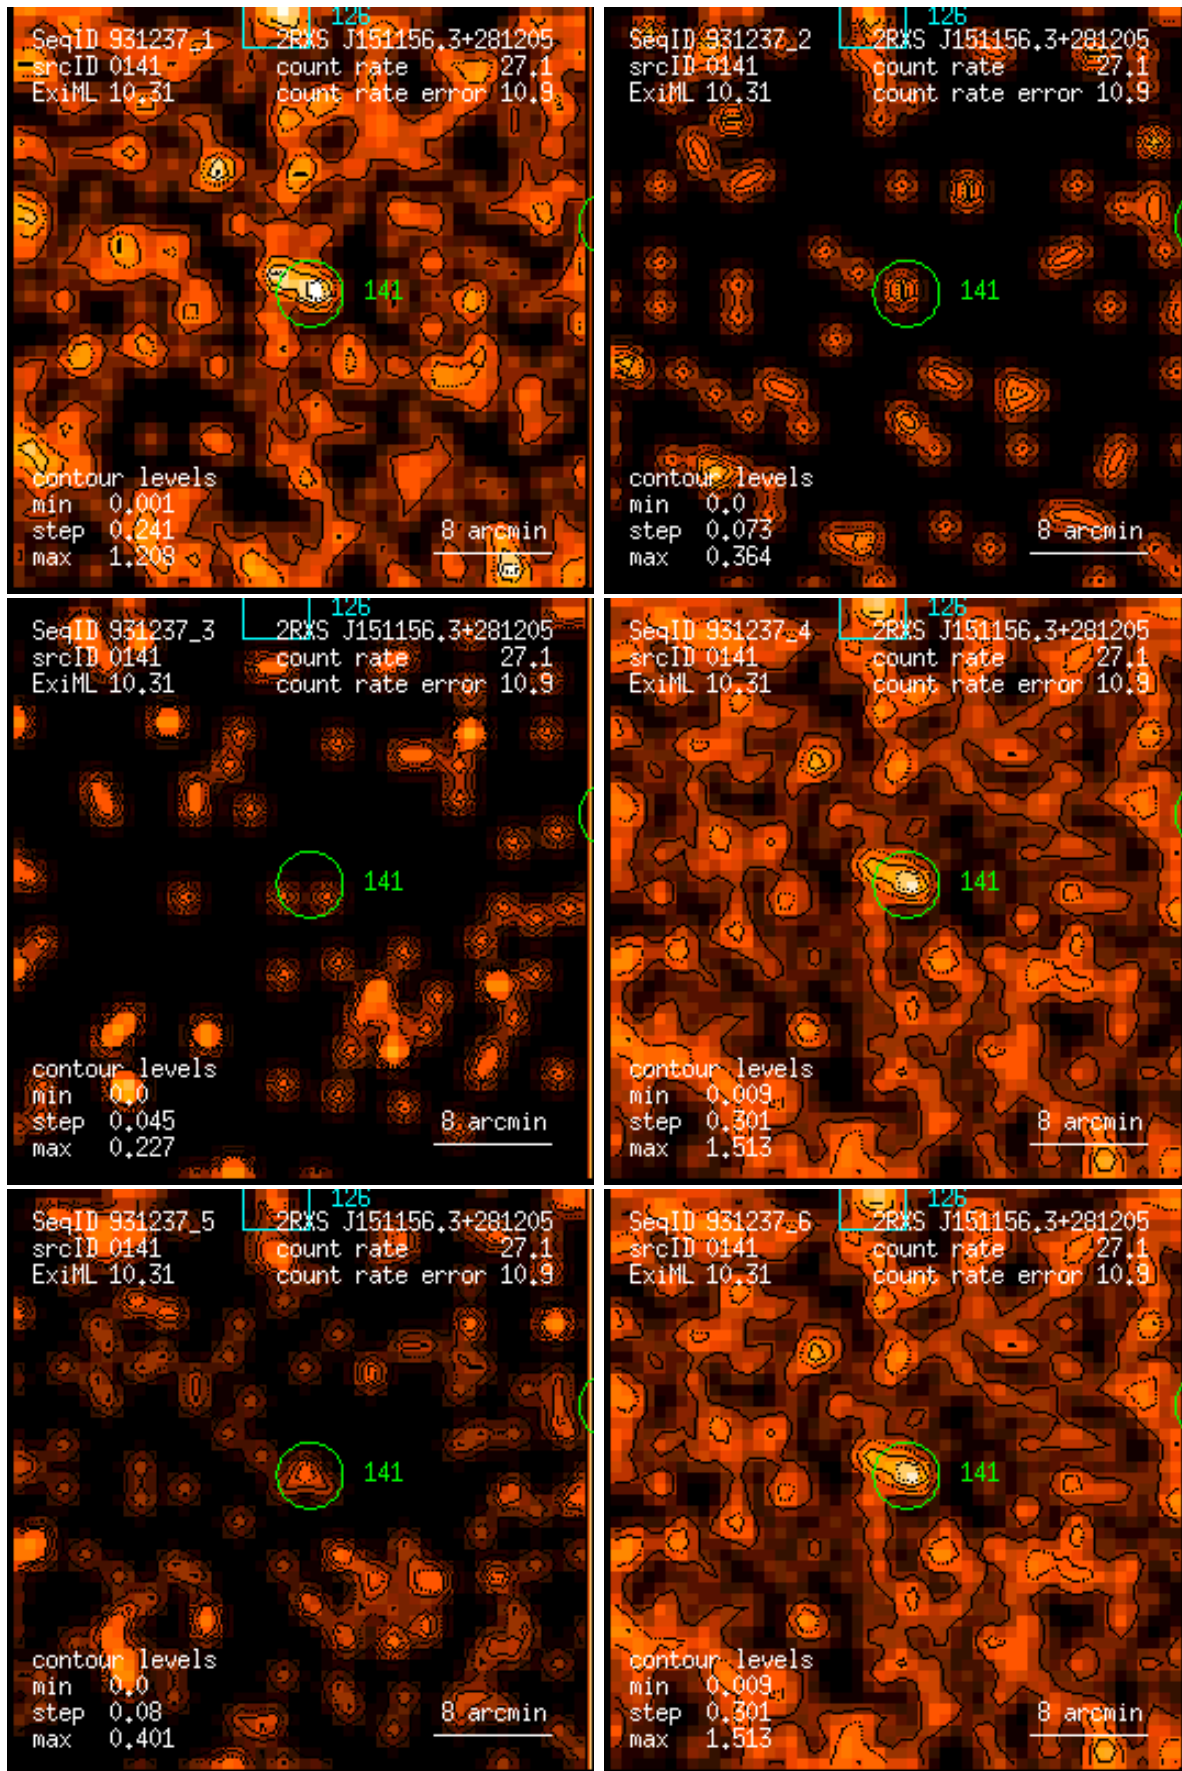 126
SeqID 931237_1 2RXS J151156.3+281205
srcID 0141 count rate 27.1
ExiML 10.31 count rate error 10.9
141
contour levels
min 0.001
step 0.241
max 1.208
8 arcmin
126
SeqID 931237_2 2RXS J151156.3+281205
srcID 0141 count rate 27.1
ExiML 10.31 count rate error 10.9
141
contour levels
min 0.0
step 0.073
max 0.364
8 arcmin
126
SeqID 931237_3 2RXS J151156.3+281205
srcID 0141 count rate 27.1
ExiML 10.31 count rate error 10.9
141
contour levels
min 0.0
step 0.045
max 0.227
8 arcmin
126
SeqID 931237_4 2RXS J151156.3+281205
srcID 0141 count rate 27.1
ExiML 10.31 count rate error 10.9
141
contour levels
min 0.009
step 0.301
max 1.513
8 arcmin
126
SeqID 931237_5 2RXS J151156.3+281205
srcID 0141 count rate 27.1
ExiML 10.31 count rate error 10.9
141
contour levels
min 0.0
step 0.08
max 0.401
8 arcmin
126
SeqID 931237_6 2RXS J151156.3+281205
srcID 0141 count rate 27.1
ExiML 10.31 count rate error 10.9
141
contour levels
min 0.009
step 0.301
max 1.513
8 arcmin